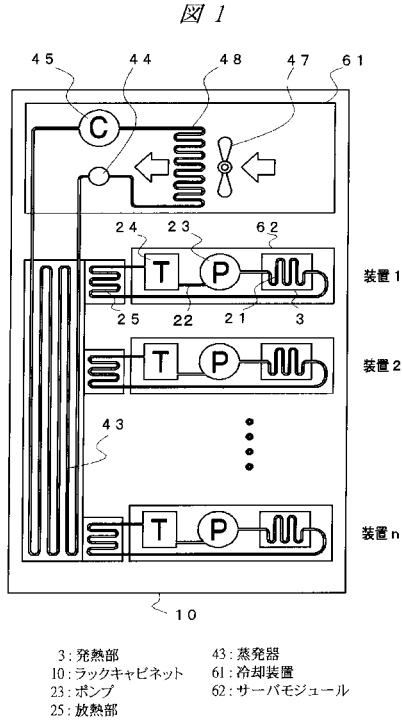 図 1
45
44
48
47
61
C
24
23
62
T
P
装置 1
25
22
21
3
T
P
装置 2
43
T
P
装置 n
10
3 : 発熱部
10 : ラックキャビネット
23 : ポンプ
25 : 放熱部
43 : 蒸発器
61 : 冷却装置
62 : サーバモジュール